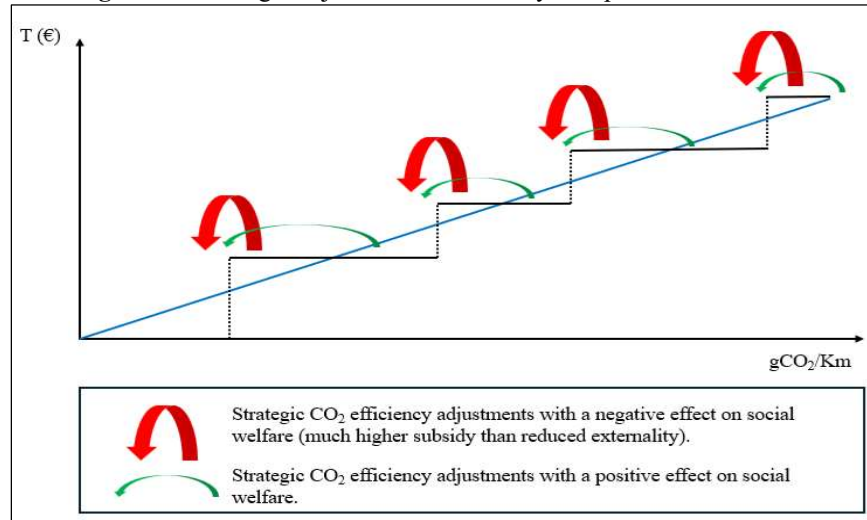 T (€)
gCO₂/Km
Strategic CO₂ efficiency adjustments with a negative effect on social
welfare (much higher subsidy than reduced externality).
Strategic CO₂ efficiency adjustments with a positive effect on social
welfare.